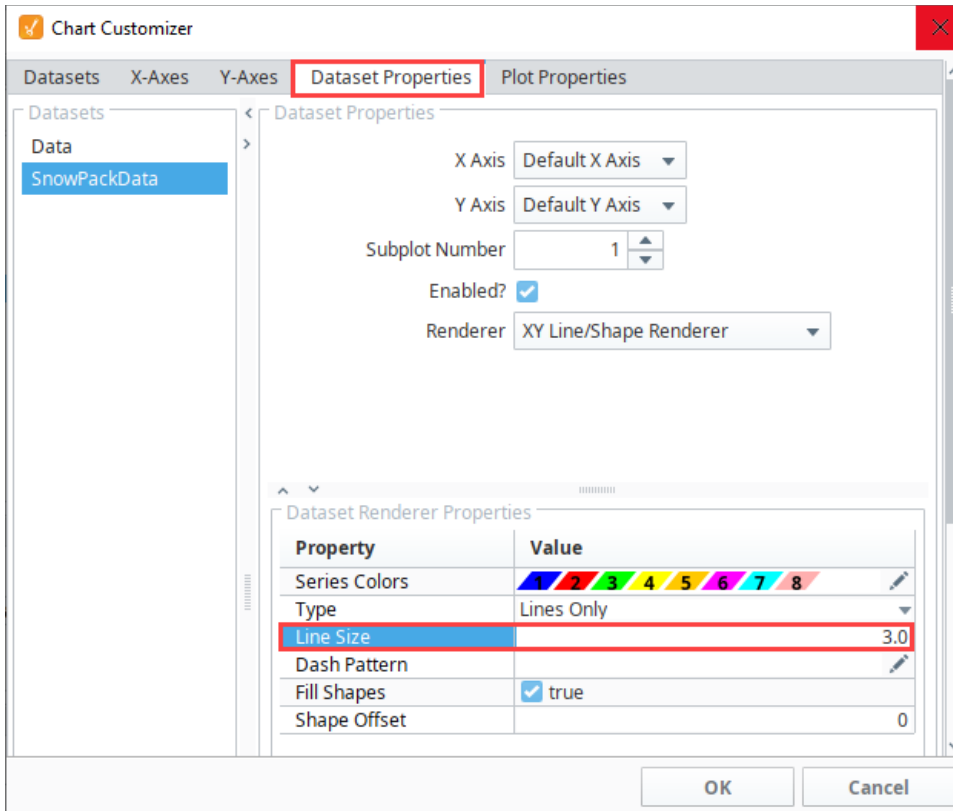 Chart Customizer
Datasets X-Axes Y-Axes Dataset Properties Plot Properties
Datasets
Data
SnowPackData
Dataset Properties
X Axis Default X Axis
Y Axis Default Y Axis
Subplot Number 1
Enabled?
Renderer XY Line/Shape Renderer
Dataset Renderer Properties
Property Value
Series Colors 1 2 3 4 5 6 7 8
Type Lines Only
Line Size 3.0
Dash Pattern
Fill Shapes true
Shape Offset 0
OK Cancel